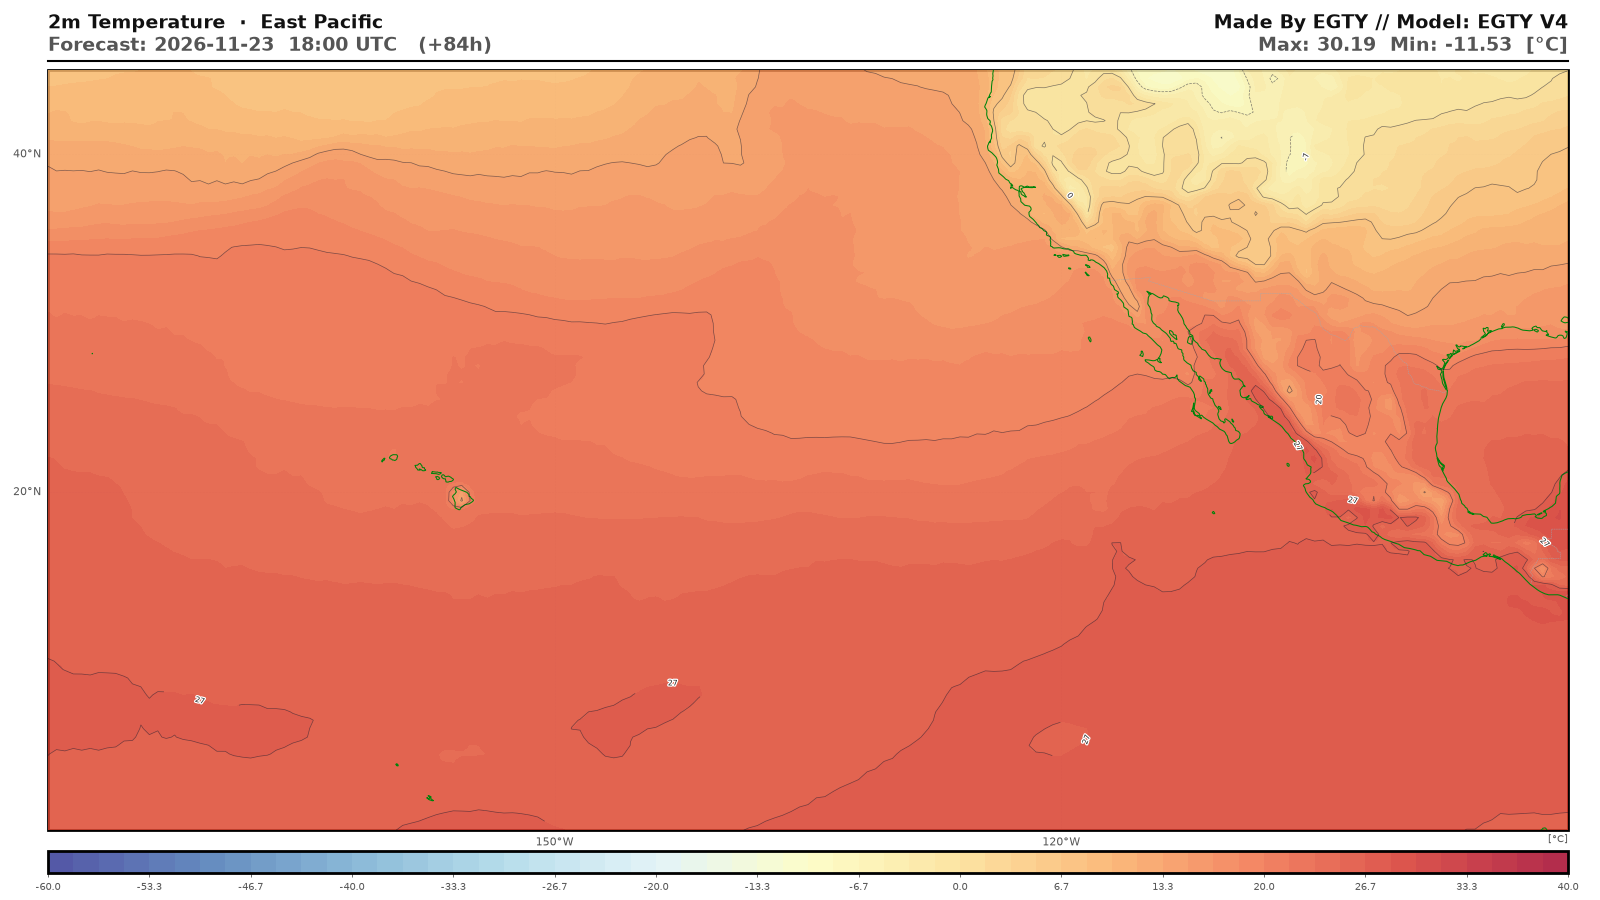 2m Temperature · East Pacific
Made By EGTY // Model: EGTY V4
Forecast: 2026-11-23 18:00 UTC (+84h)
Max: 30.19 Min: -11.53 [°C]
40°N
-7
0
20
27
20°N
27
27
27
27
27
150°W
120°W
[°C]
-60.0
-53.3
-46.7
-40.0
-33.3
-26.7
-20.0
-13.3
-6.7
0.0
6.7
13.3
20.0
26.7
33.3
40.0